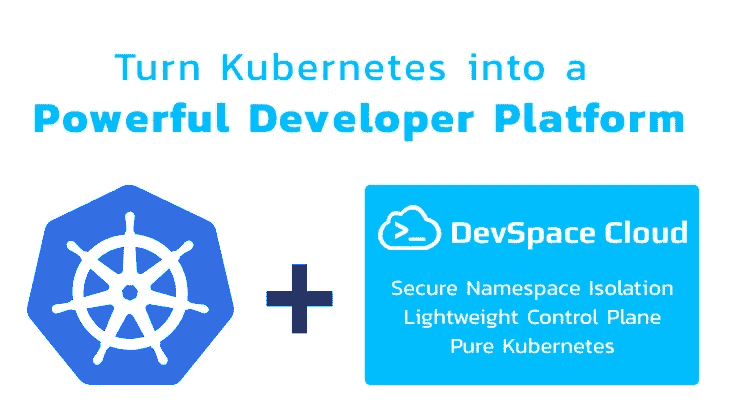 Turn Kubernetes into a
Powerful Developer Platform
DevSpace Cloud
Secure Namespace Isolation
Lightweight Control Plane
Pure Kubernetes